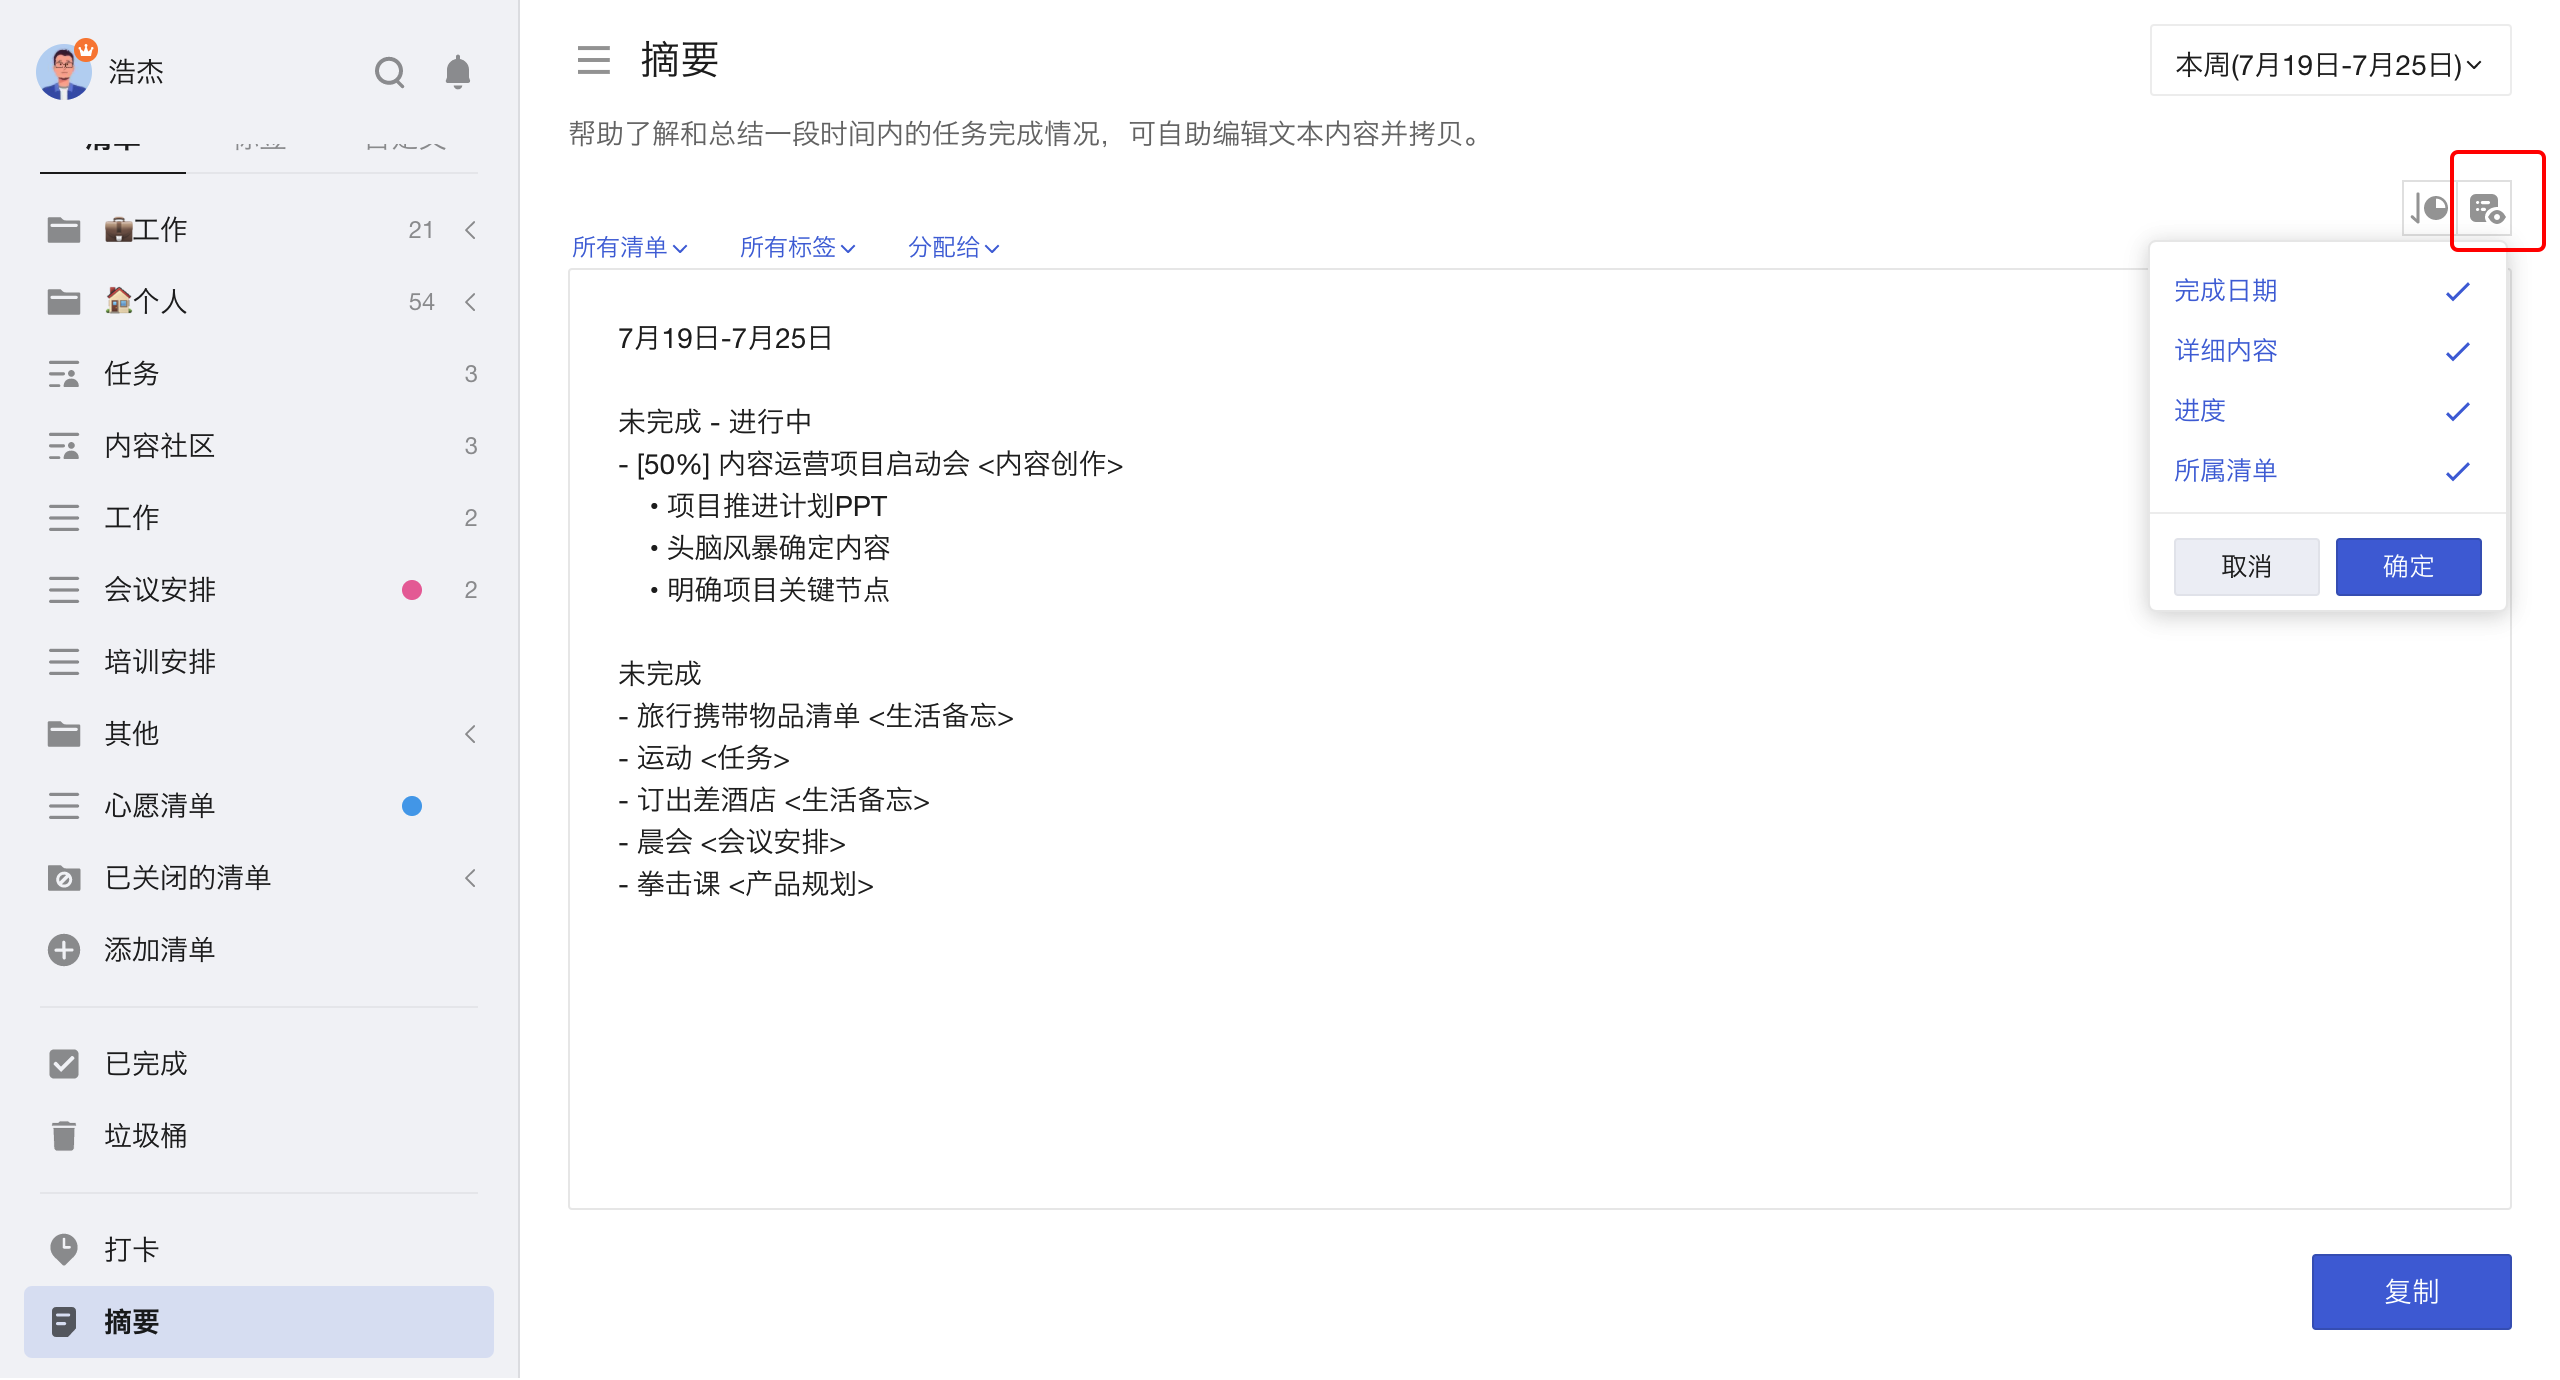 浩杰
清单 标签 自定义
工作 21
个人 54
任务 3
内容社区 3
工作 2
会议安排 2
培训安排
其他
心愿清单
已关闭的清单
添加清单
已完成
垃圾桶
打卡
摘要
摘要
本周(7月19日-7月25日)
帮助了解和总结一段时间内的任务完成情况，可自助编辑文本内容并拷贝。
所有清单 所有标签 分配给
7月19日-7月25日
未完成 - 进行中
- [50%] 内容运营项目启动会 <内容创作>
• 项目推进计划PPT
• 头脑风暴确定内容
• 明确项目关键节点
未完成
- 旅行携带物品清单 <生活备忘>
- 运动 <任务>
- 订出差酒店 <生活备忘>
- 晨会 <会议安排>
- 拳击课 <产品规划>
完成日期
详细内容
进度
所属清单
取消 确定
复制